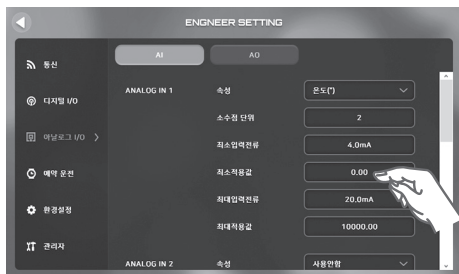 ENGNEER SETTING
AI AO
통신
디지털 I/O
아날로그 I/O
예약 운전
환경설정
관리자
ANALOG IN 1 속성 온도(°)
소수점 단위 2
최소입력전류 4.0mA
최소적용값 0.00
최대입력전류 20.0mA
최대적용값 10000.00
ANALOG IN 2 속성 사용안함